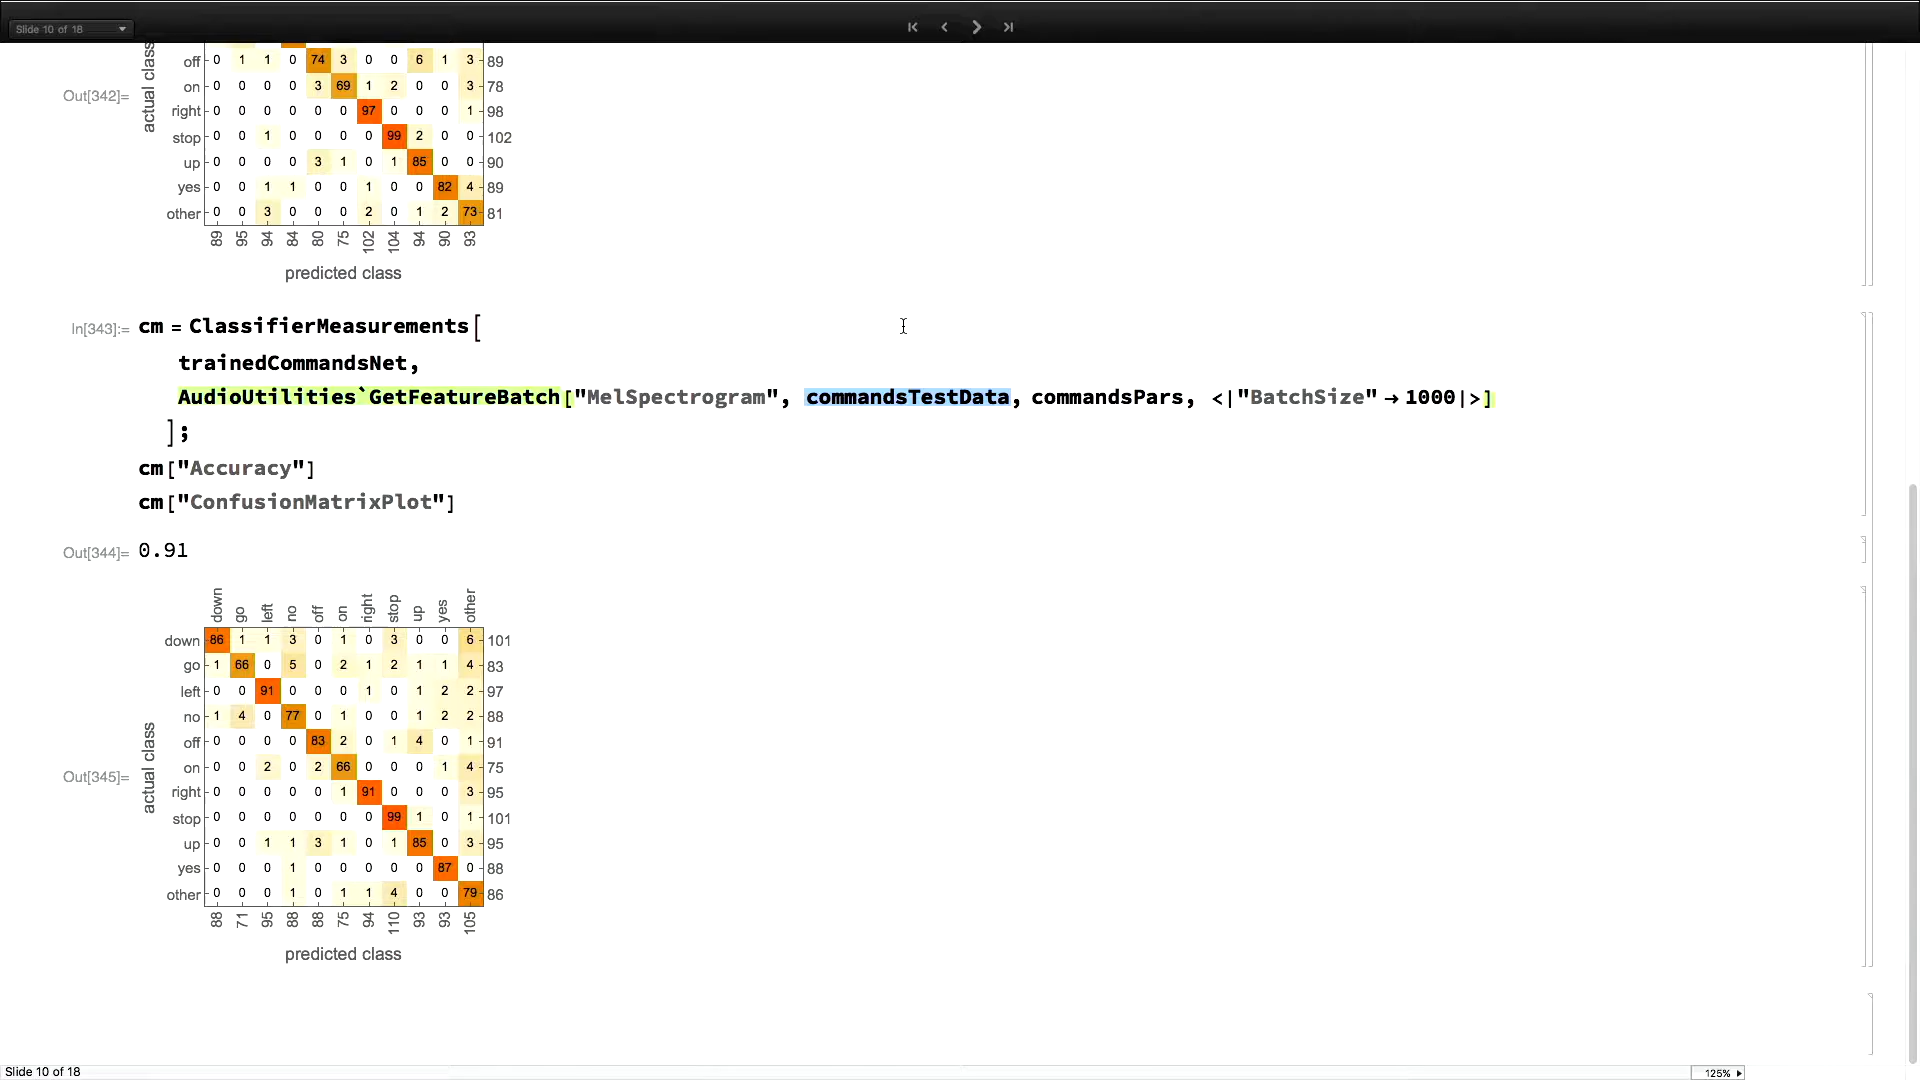 Slide 10 of 18
off 0 1 1 0 74 3 0 0 6 1 3 89
on 0 0 0 0 3 69 1 2 0 0 3 78
right 0 0 0 0 0 0 97 0 0 0 1 98
stop 0 0 1 0 0 0 0 99 2 0 0 102
up 0 0 0 0 3 1 0 1 85 0 0 90
yes 0 0 1 1 0 0 1 0 0 82 4 89
other 0 0 3 0 0 0 2 0 1 2 73 81
89 95 94 84 80 75 102 104 94 90 93
actual class
Out[342]=
predicted class
In[343]:= cm = ClassifierMeasurements[
trainedCommandsNet,
AudioUtilities`GetFeatureBatch["MelSpectrogram", commandsTestData, commandsPars, <|"BatchSize" → 1000|>]
];
cm["Accuracy"]
cm["ConfusionMatrixPlot"]
Out[344]= 0.91
down go left no off on right stop up yes other
down 86 1 1 3 0 1 0 3 0 0 6 101
go 1 66 0 5 0 2 1 2 1 1 4 83
left 0 0 91 0 0 0 1 0 1 2 2 97
no 1 4 0 77 0 1 0 0 1 2 2 88
off 0 0 0 0 83 2 0 1 4 0 1 91
on 0 0 2 0 2 66 0 0 0 1 4 75
right 0 0 0 0 0 1 91 0 0 0 3 95
stop 0 0 0 0 0 0 0 99 1 0 1 101
up 0 0 1 1 3 1 0 1 85 0 3 95
yes 0 0 0 1 0 0 0 0 0 87 0 88
other 0 0 0 1 0 1 1 4 0 0 79 86
88 71 95 88 88 75 94 110 93 93 105
actual class
Out[345]=
predicted class
Slide 10 of 18
125%